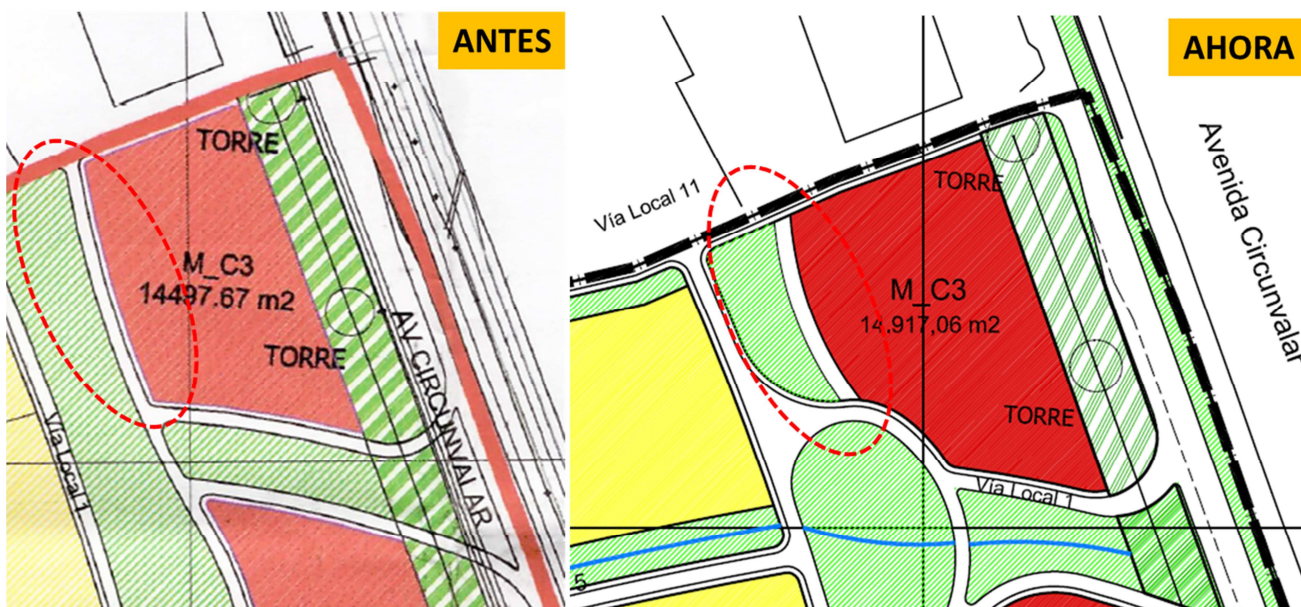 ANTES
TORRE
M_C3
14497.67 m2
TORRE
AV CIRCUNVALAR
Vía Local 1
AHORA
Vía Local 11
Avenida Circunvalar
TORRE
M_C3
14.917,06 m2
TORRE
Vía Local 1
5